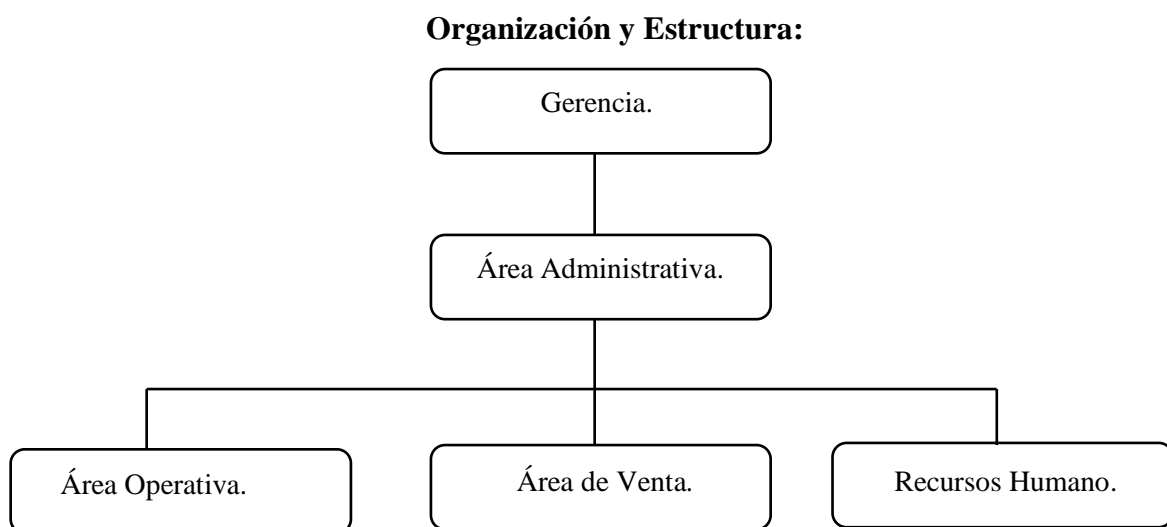 Organización y Estructura:
Gerencia.
Área Administrativa.
Área Operativa.
Área de Venta.
Recursos Humano.